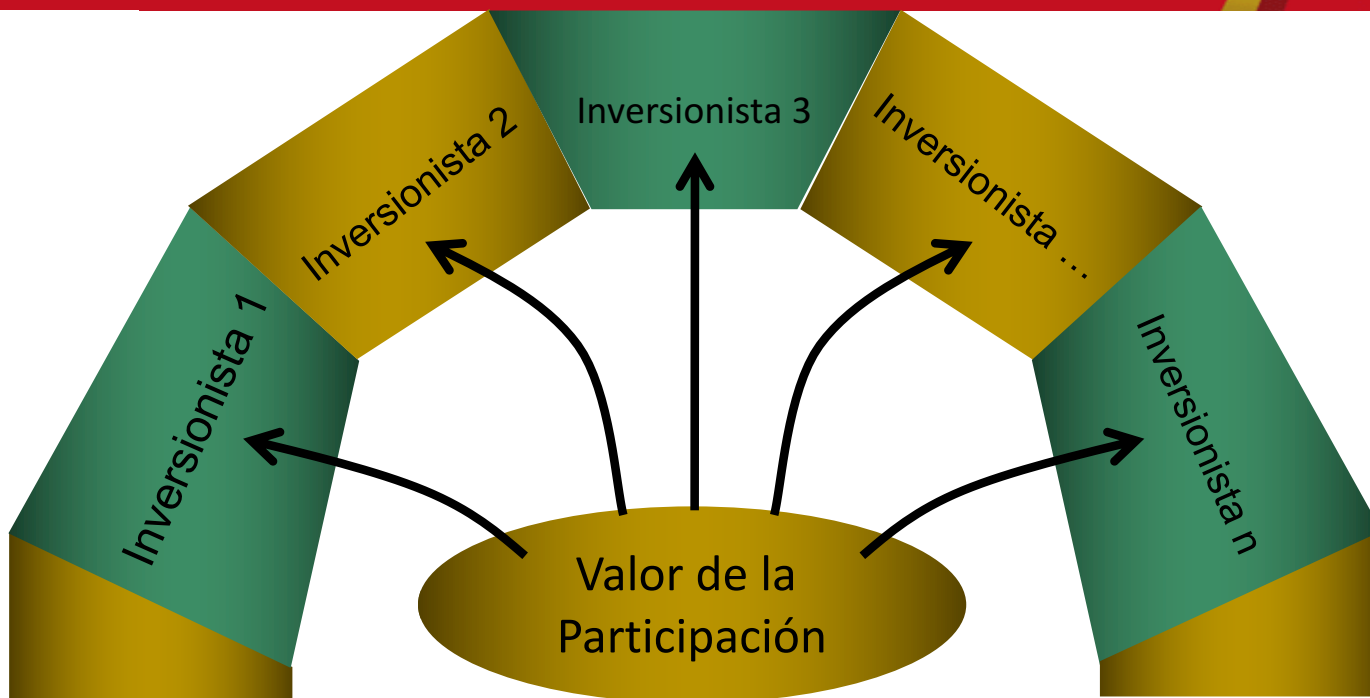 Inversionista 1
Inversionista 2
Inversionista 3
Inversionista ...
Inversionista n
Valor de la
Participación